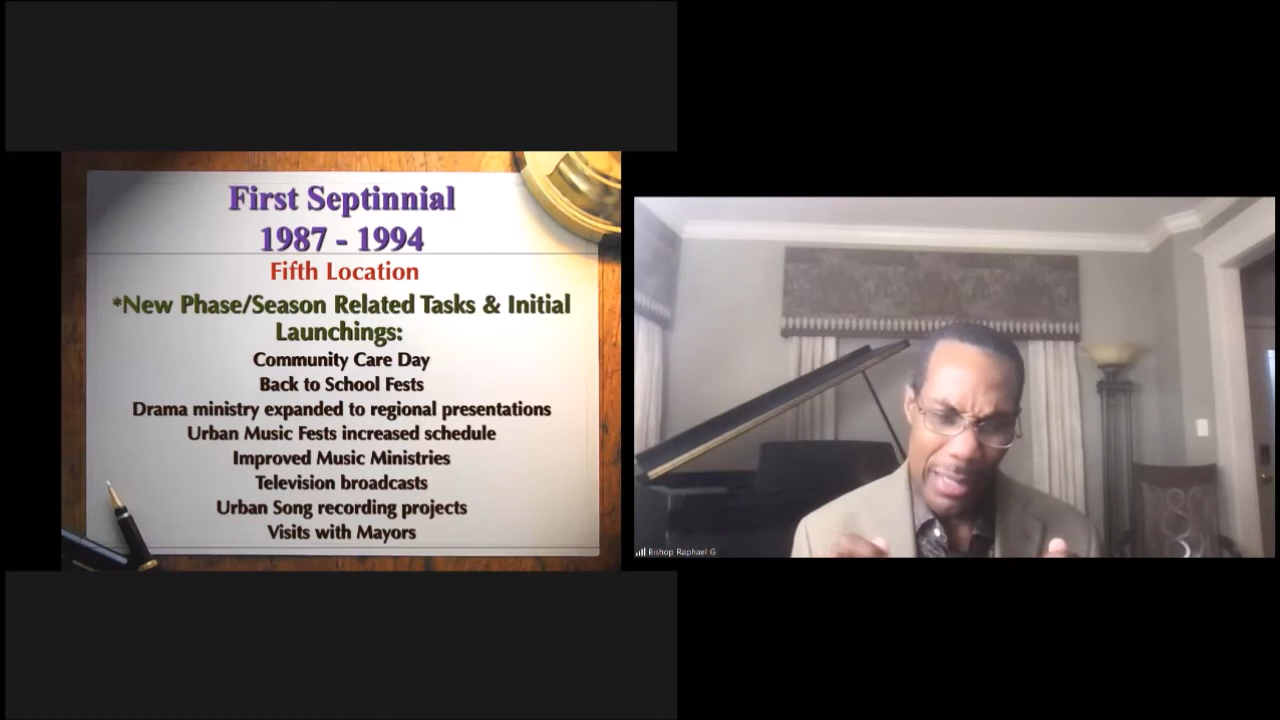 First Septinnial
1987 - 1994
Fifth Location
*New Phase/Season Related Tasks & Initial
Launchings:
Community Care Day
Back to School Fests
Drama ministry expanded to regional presentations
Urban Music Fests increased schedule
Improved Music Ministries
Television broadcasts
Urban Song recording projects
Visits with Mayors
Bishop Raphael G